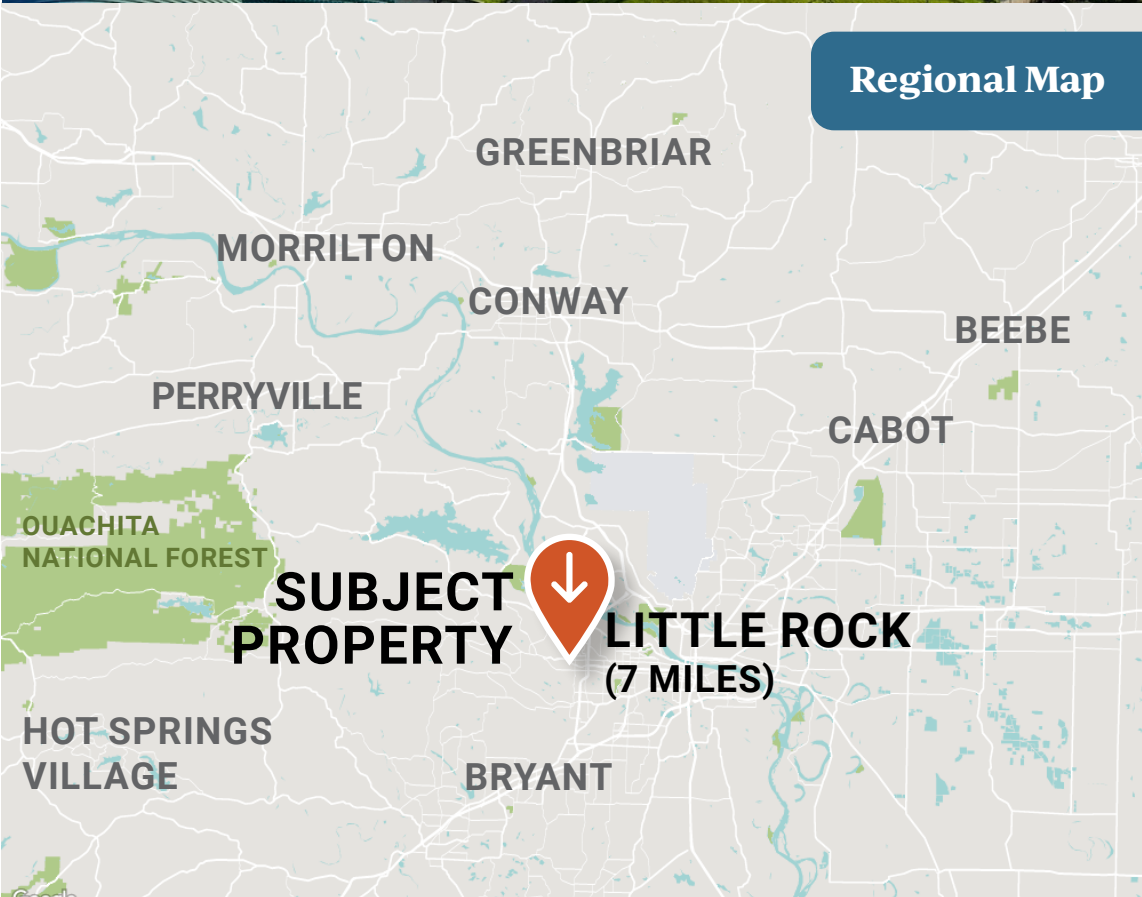 Regional Map
GREENBRIAR
MORRILTON
CONWAY
BEEBE
PERRYVILLE
CABOT
OUACHITA
NATIONAL FOREST
SUBJECT
PROPERTY
LITTLE ROCK
(7 MILES)
HOT SPRINGS
VILLAGE
BRYANT
Google